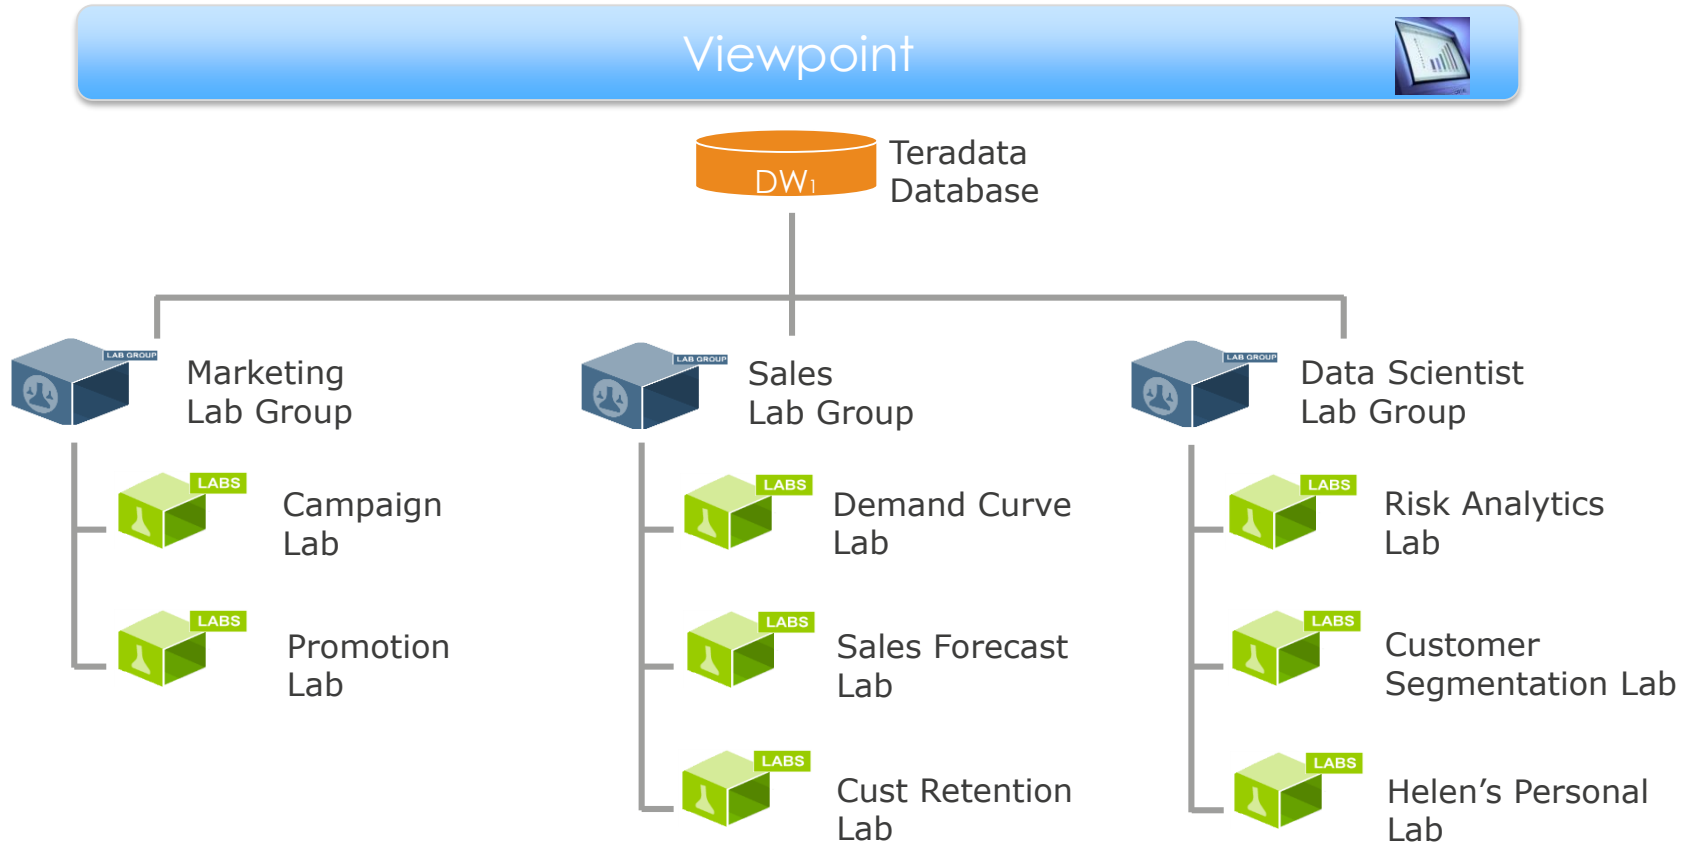 Viewpoint
DW1
Teradata
Database
LAB GROUP
Marketing
Lab Group
LAB GROUP
Sales
Lab Group
LAB GROUP
Data Scientist
Lab Group
LABS
Campaign
Lab
LABS
Promotion
Lab
LABS
Demand Curve
Lab
LABS
Sales Forecast
Lab
LABS
Cust Retention
Lab
LABS
Risk Analytics
Lab
LABS
Customer
Segmentation Lab
LABS
Helen’s Personal
Lab